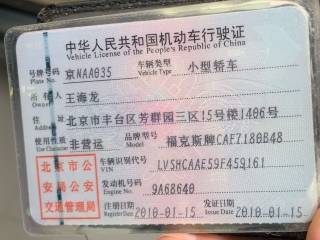 中华人民共和国机动车行驶证
Vehicle License of the People's Republic of China
号牌号码 京NAA035 车辆类型 小型轿车
Plate No. Vehicle Type
所有人 王海龙
Owner
住址 北京市丰台区芳群园三区15号楼1406号
Address
使用性质 非营运 品牌型号 福克斯牌CAF7180B48
Use Character Model
北京市公安局公安交通管理局
车辆识别代号 LVSHCAAE59F459161
VIN
发动机号码 9A68640
Engine No.
注册日期 2010-01-15 发证日期 2010-01-15
Register Date Issue Date